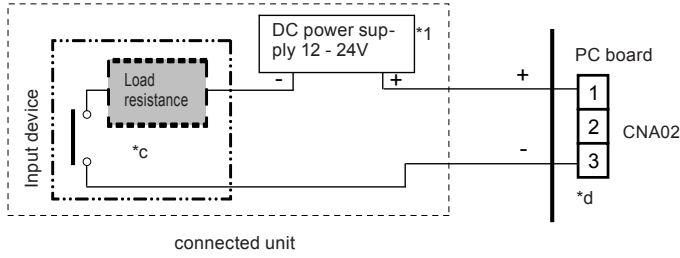 DC power sup-
ply 12 - 24V
*1
PC board
Load
resistance
-
+
+
1
2
CNA02
3
-
*c
*d
Input device
connected unit